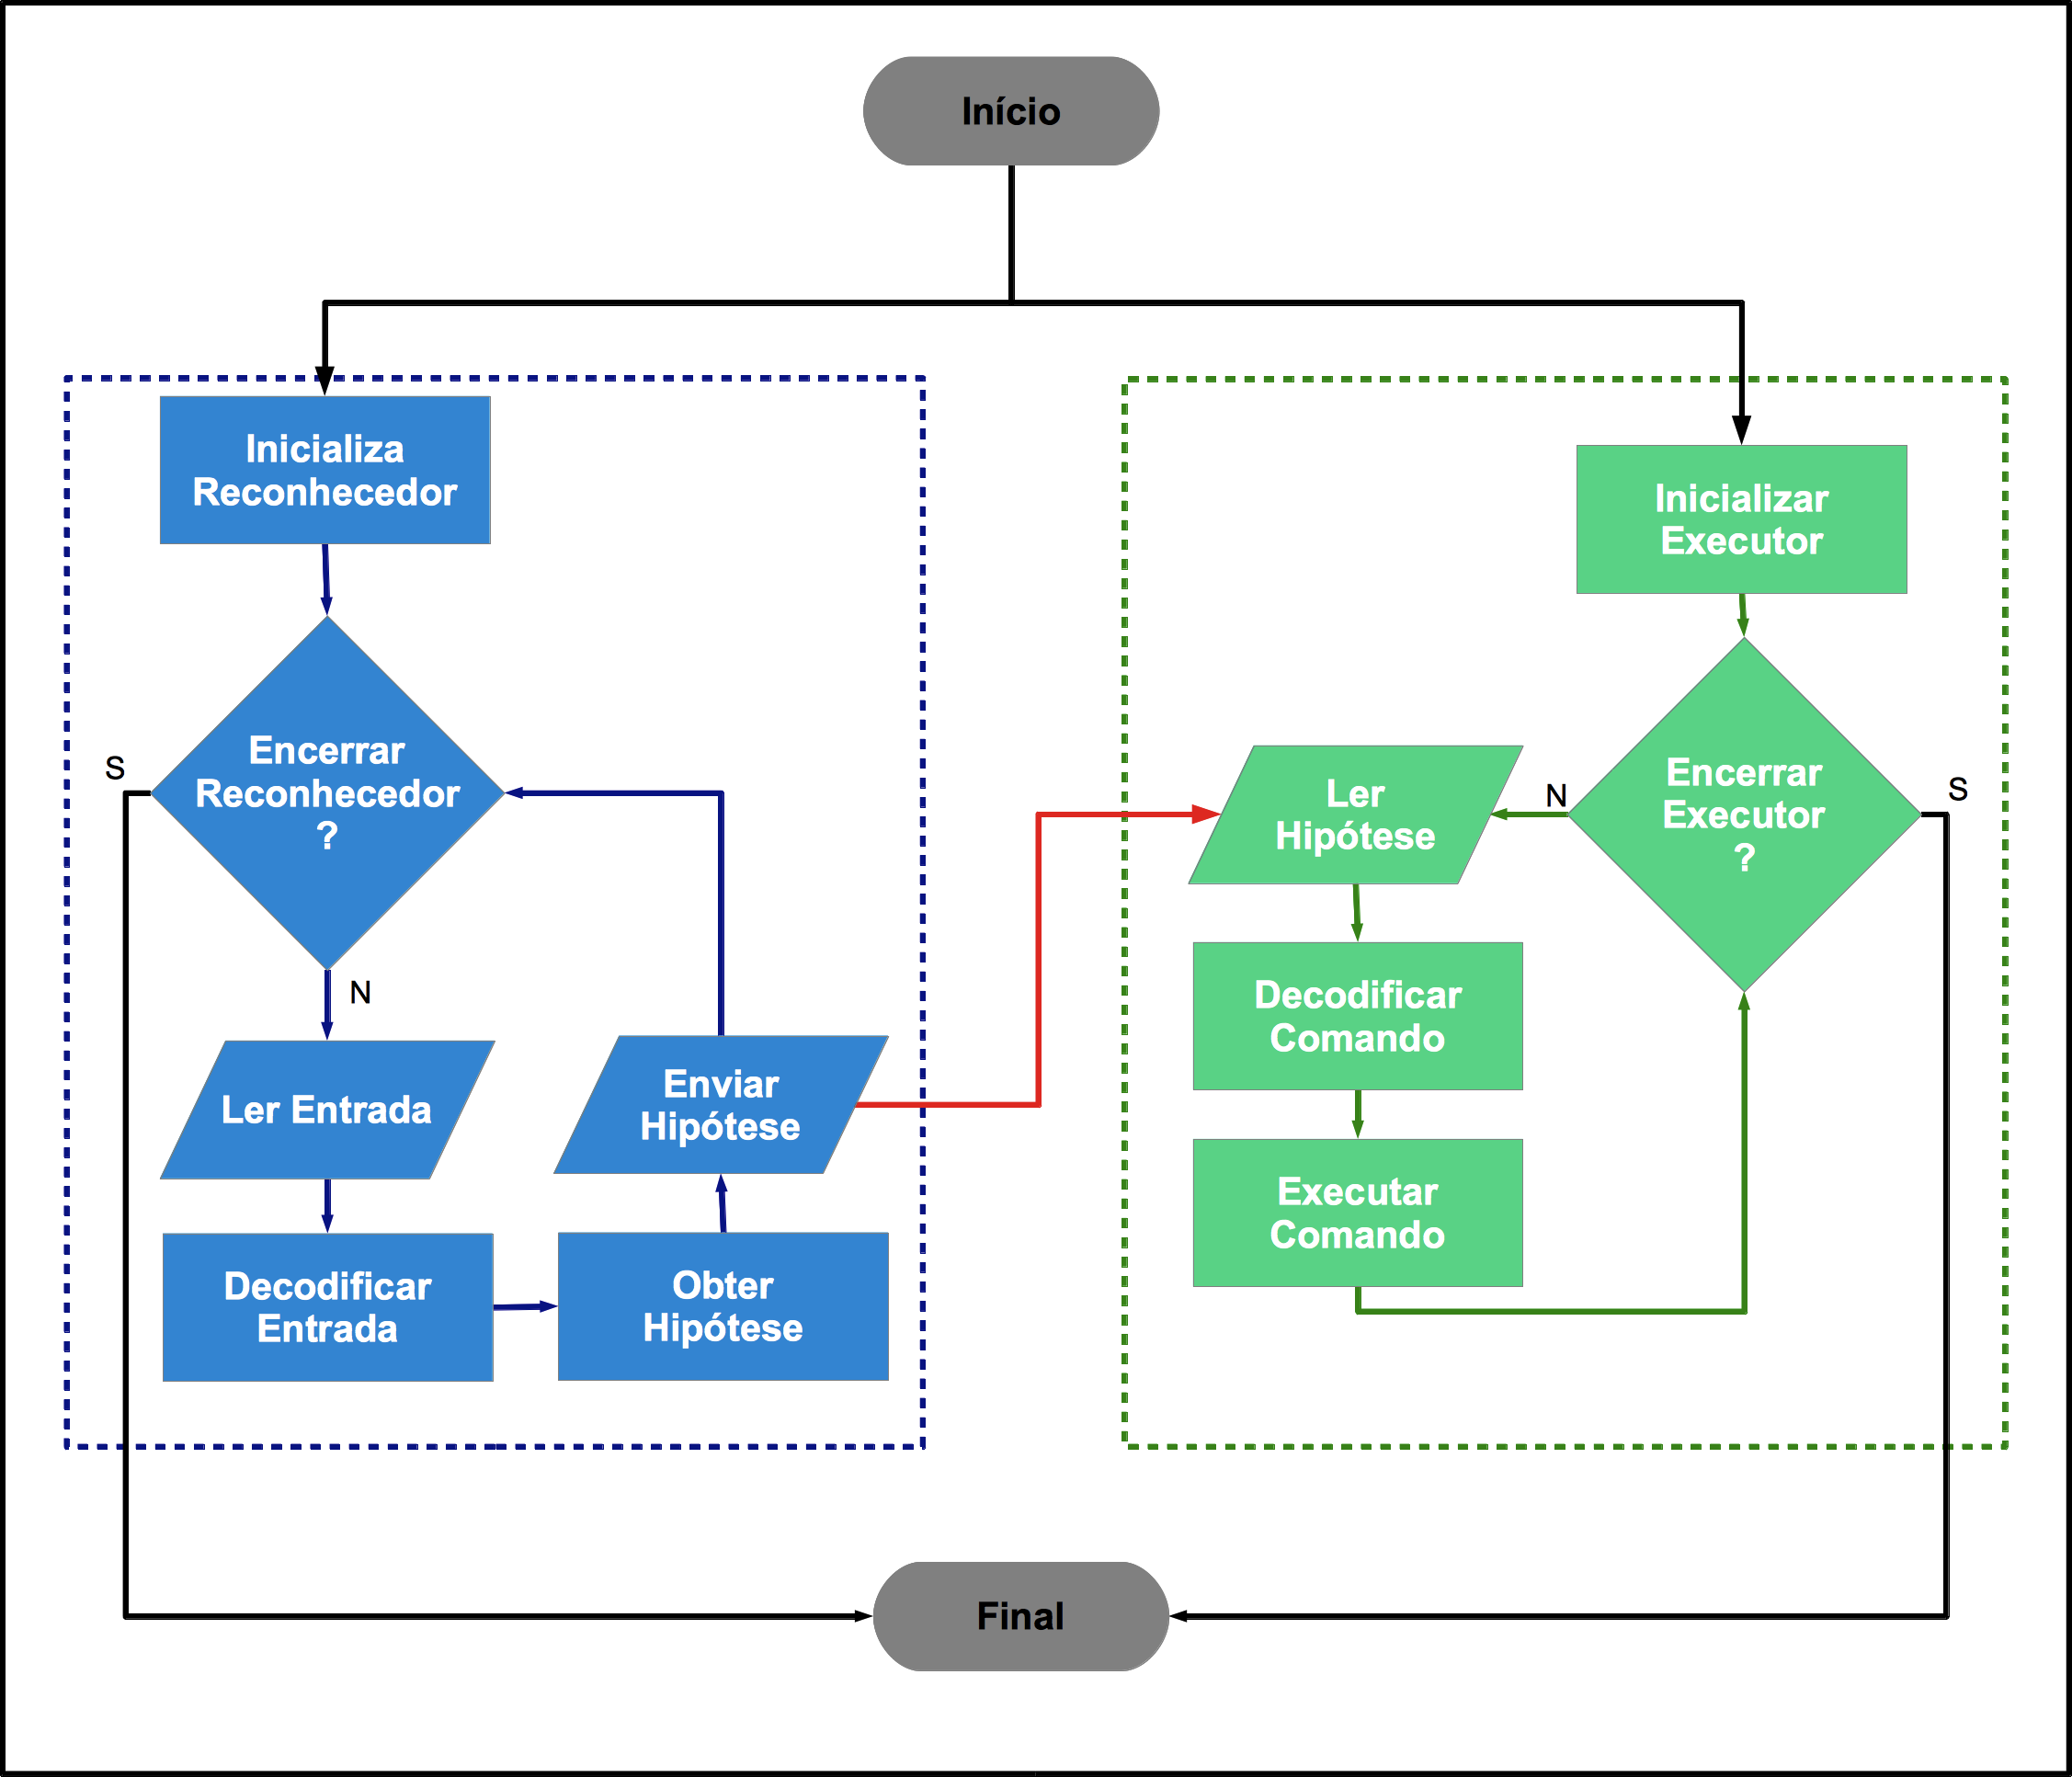 Início
Inicializa
Reconhecedor
Encerrar
Reconhecedor
?
S
N
Ler Entrada
Decodificar
Entrada
Obter
Hipótese
Enviar
Hipótese
Inicializar
Executor
Encerrar
Executor
?
S
N
Ler
Hipótese
Decodificar
Comando
Executar
Comando
Final